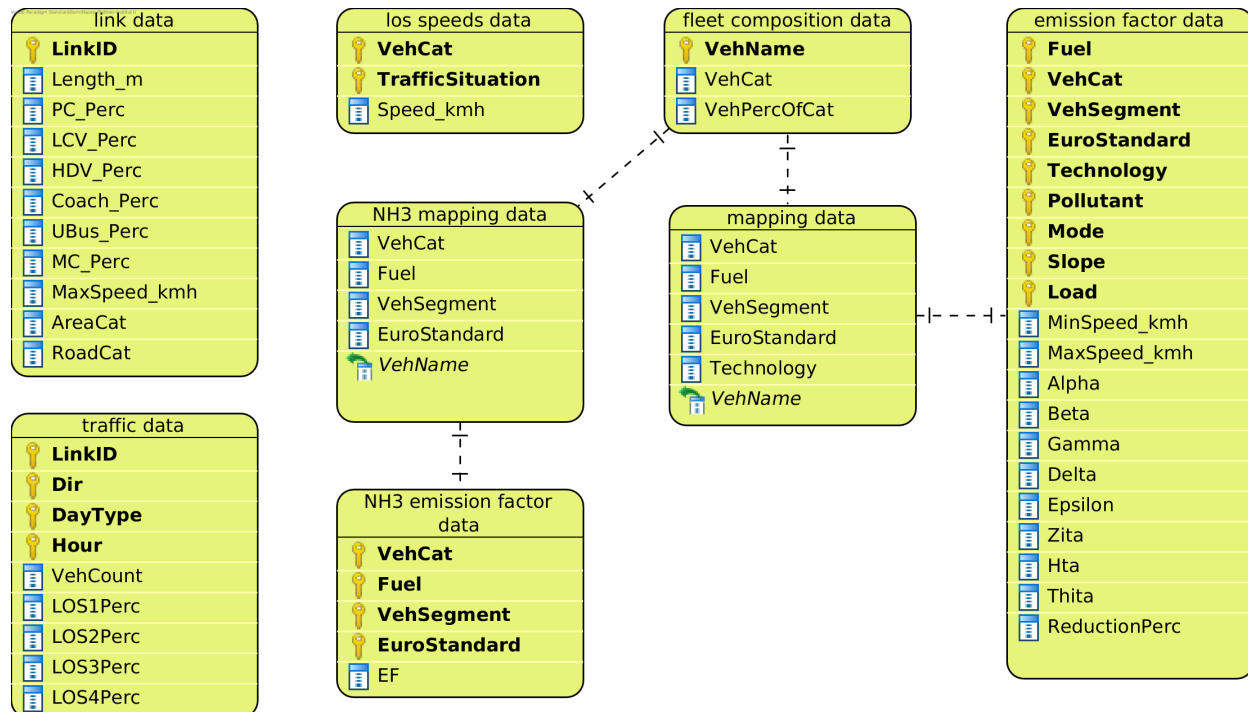 link data
LinkID
Length_m
PC_Perc
LCV_Perc
HDV_Perc
Coach_Perc
UBus_Perc
MC_Perc
MaxSpeed_kmh
AreaCat
RoadCat
traffic data
LinkID
Dir
DayType
Hour
VehCount
LOS1Perc
LOS2Perc
LOS3Perc
LOS4Perc
los speeds data
VehCat
TrafficSituation
Speed_kmh
NH3 mapping data
VehCat
Fuel
VehSegment
EuroStandard
VehName
NH3 emission factor
data
VehCat
Fuel
VehSegment
EuroStandard
EF
fleet composition data
VehName
VehCat
VehPercOfCat
mapping data
VehCat
Fuel
VehSegment
EuroStandard
Technology
VehName
emission factor data
Fuel
VehCat
VehSegment
EuroStandard
Technology
Pollutant
Mode
Slope
Load
MinSpeed_kmh
MaxSpeed_kmh
Alpha
Beta
Gamma
Delta
Epsilon
Zita
Hta
Thita
ReductionPerc